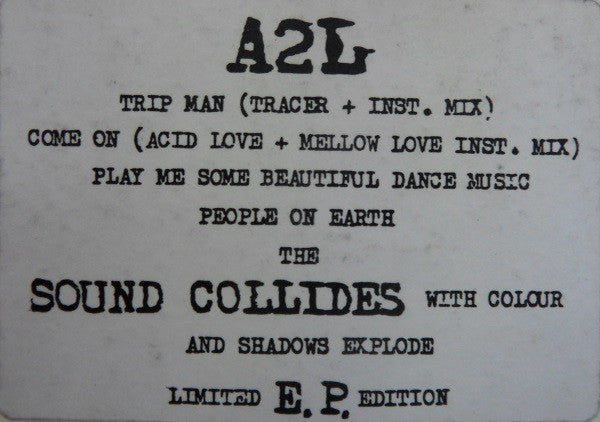 A2L
TRIP MAN (TRACER + INST. MIX)
COME ON (ACID LOVE + MELLOW LOVE INST. MIX)
PLAY ME SOME BEAUTIFUL DANCE MUSIC
PEOPLE ON EARTH
THE
SOUND COLLIDES WITH COLOUR
AND SHADOWS EXPLODE
LIMITED E.P. EDITION